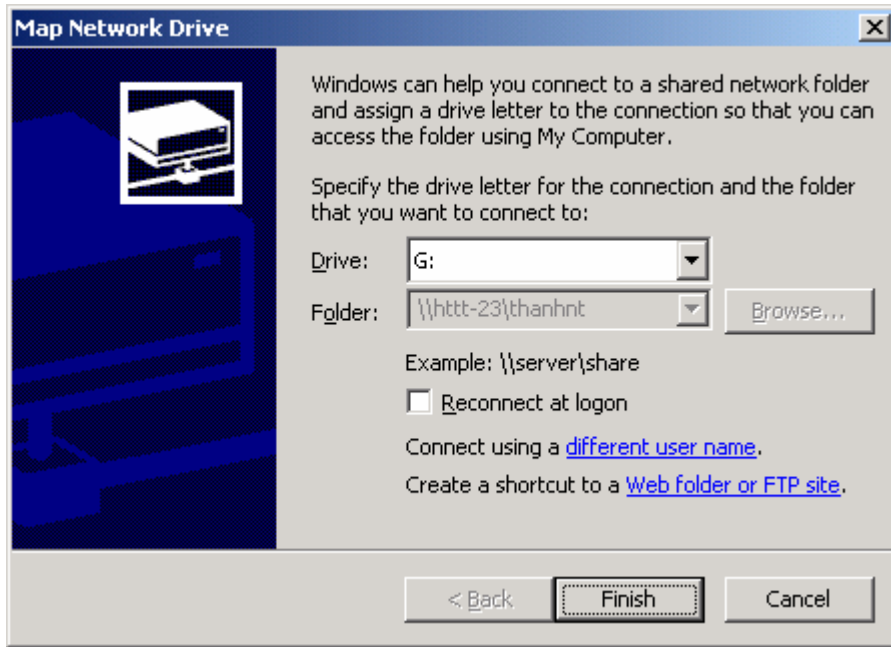 Map Network Drive
Windows can help you connect to a shared network folder
and assign a drive letter to the connection so that you can
access the folder using My Computer.
Specify the drive letter for the connection and the folder
that you want to connect to:
Drive: G:
Folder: \\httt-23\thanhnt Browse...
Example: \\server\share
Reconnect at logon
Connect using a different user name.
Create a shortcut to a Web folder or FTP site.
< Back Finish Cancel